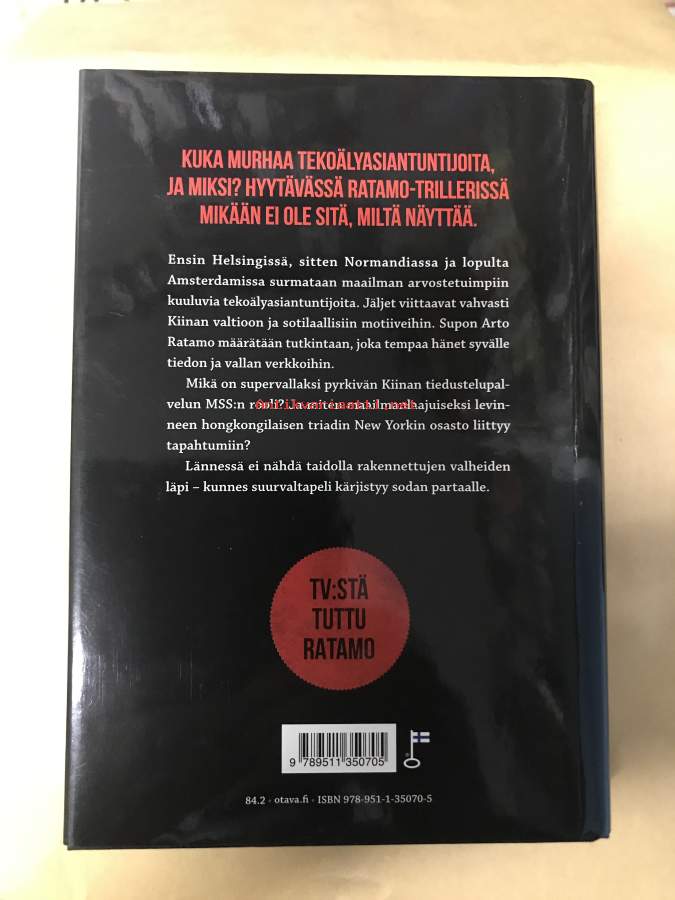 KUKA MURHAA TEKOÄLYASIANTUNTIJOITA,
JA MIKSI? HYYTÄVÄSSÄ RATAMO-TRILLERISSÄ
MIKÄÄN EI OLE SITÄ, MILTÄ NÄYTTÄÄ.
Ensin Helsingissä, sitten Normandiassa ja lopulta
Amsterdamissa surmataan maailman arvostetuimpiin
kuuluvia tekoälyasiantuntijoita. Jäljet viittaavat vahvasti
Kiinan valtioon ja sotilaallisiin motiiveihin. Supon Arto
Ratamo määrätään tutkintaan, joka tempaa hänet syvälle
tiedon ja vallan verkkoihin.
Mikä on supervallaksi pyrkivän Kiinan tiedustelupal-
velun MSS:n rooli? Ja miten maailmanlaajuiseksi levin-
neen hongkongilaisen triadin New Yorkin osasto liittyy
tapahtumiin?
Lännessä ei nähdä taidolla rakennettujen valheiden
läpi – kunnes suurvaltapeli kärjistyy sodan partaalle.
TV:STÄ
TUTTU
RATAMO
9 789511 350705
84.2 · otava.fi · ISBN 978-951-1-35070-5